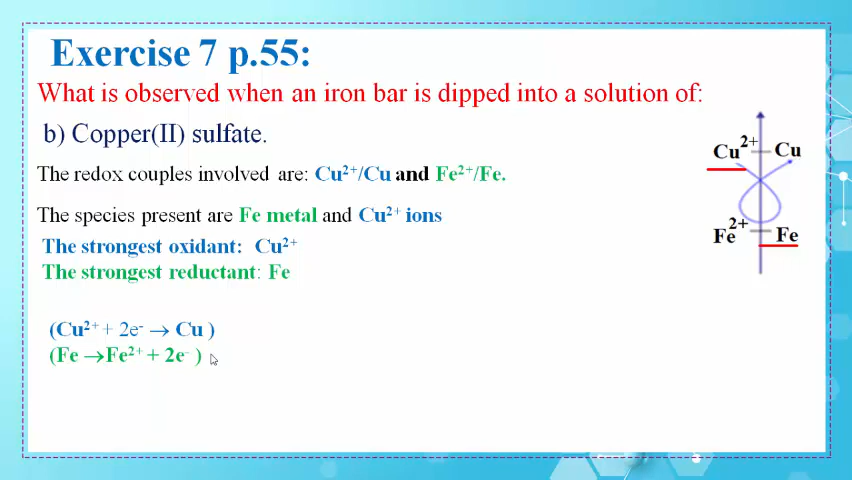 Exercise 7 p.55:
What is observed when an iron bar is dipped into a solution of:
b) Copper(II) sulfate.
The redox couples involved are: Cu²⁺/Cu and Fe²⁺/Fe.
The species present are Fe metal and Cu²⁺ ions
The strongest oxidant: Cu²⁺
The strongest reductant: Fe
(Cu²⁺ + 2e⁻ → Cu )
(Fe →Fe²⁺ + 2e⁻ )
Cu²⁺ Cu
Fe²⁺ Fe